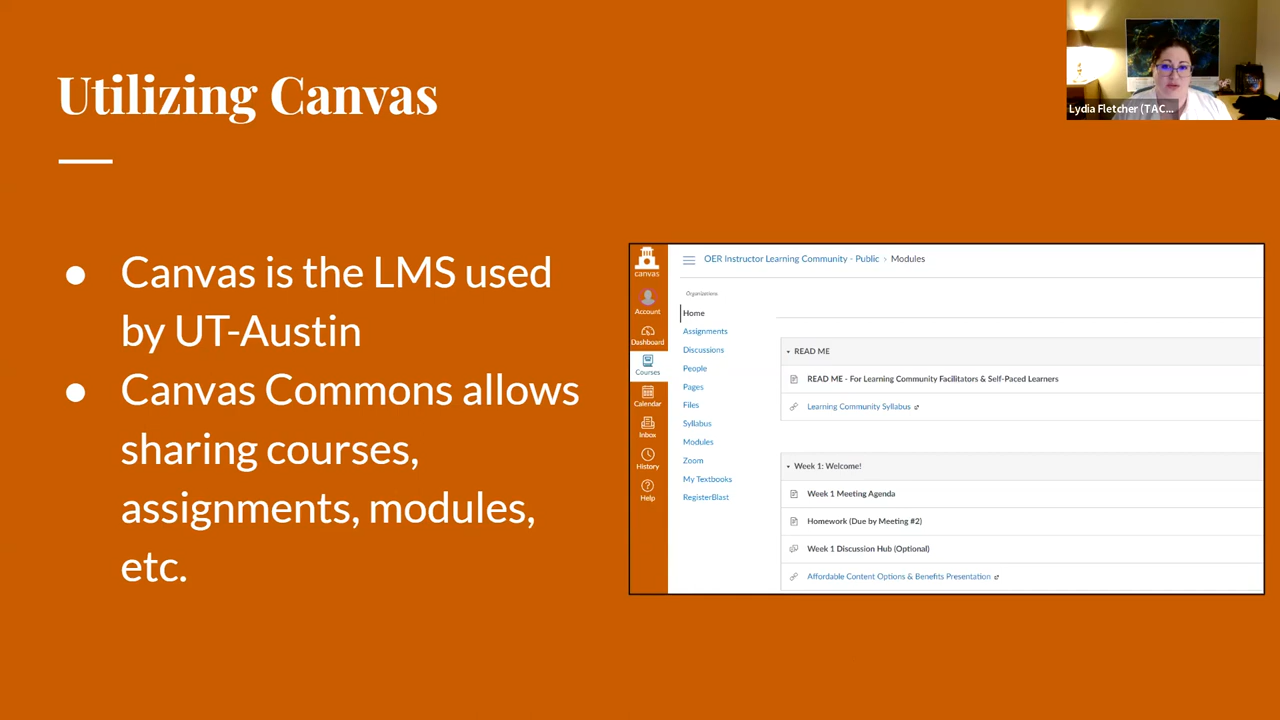 Utilizing Canvas
Lydia Fletcher (TAC...
● Canvas is the LMS used
by UT-Austin
● Canvas Commons allows
sharing courses,
assignments, modules,
etc.
canvas
Account
Dashboard
Courses
Calendar
Inbox
History
Help
OER Instructor Learning Community - Public › Modules
Organizations
Home
Assignments
Discussions
People
Pages
Files
Syllabus
Modules
Zoom
My Textbooks
RegisterBlast
READ ME
READ ME - For Learning Community Facilitators & Self-Paced Learners
Learning Community Syllabus
Week 1: Welcome!
Week 1 Meeting Agenda
Homework (Due by Meeting #2)
Week 1 Discussion Hub (Optional)
Affordable Content Options & Benefits Presentation